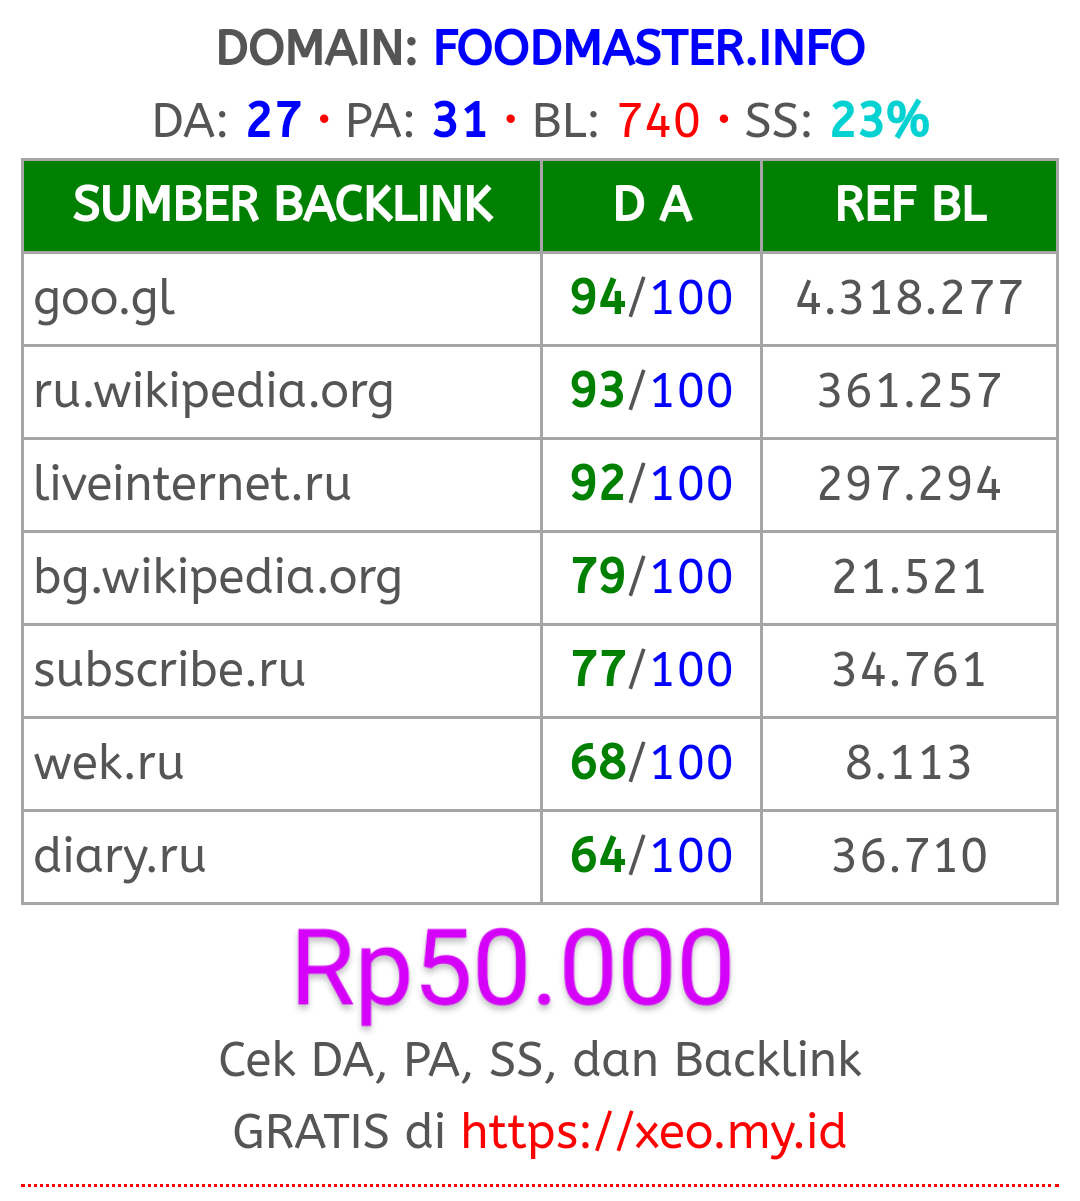 DOMAIN: FOODMASTER.INFO
DA: 27 • PA: 31 • BL: 740 • SS: 23%
SUMBER BACKLINK D A REF BL
goo.gl 94/100 4.318.277
ru.wikipedia.org 93/100 361.257
liveinternet.ru 92/100 297.294
bg.wikipedia.org 79/100 21.521
subscribe.ru 77/100 34.761
wek.ru 68/100 8.113
diary.ru 64/100 36.710
Rp50.000
Cek DA, PA, SS, dan Backlink
GRATIS di https://xeo.my.id